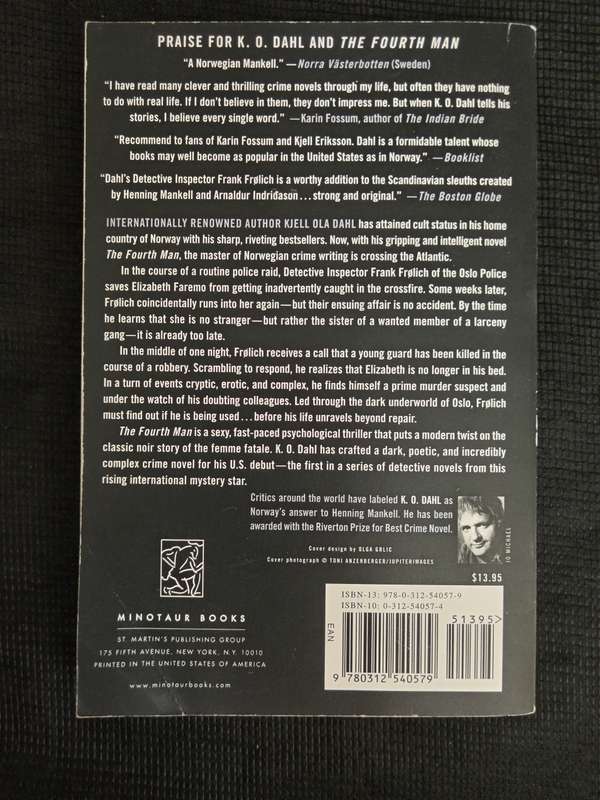 PRAISE FOR K. O. DAHL AND THE FOURTH MAN
"A Norwegian Mankell." —Norra Västerbotten (Sweden)
"I have read many clever and thrilling crime novels through my life, but often they have nothing
to do with real life. If I don't believe in them, they don't impress me. But when K. O. Dahl tells his
stories, I believe every single word." —Karin Fossum, author of The Indian Bride
"Recommend to fans of Karin Fossum and Kjell Eriksson. Dahl is a formidable talent whose
books may well become as popular in the United States as in Norway." —Booklist
"Dahl's Detective Inspector Frank Frølich is a worthy addition to the Scandinavian sleuths created
by Henning Mankell and Arnaldur Indridason...strong and original." —The Boston Globe
INTERNATIONALLY RENOWNED AUTHOR KJELL OLA DAHL has attained cult status in his home
country of Norway with his sharp, riveting bestsellers. Now, with his gripping and intelligent novel
The Fourth Man, the master of Norwegian crime writing is crossing the Atlantic.
In the course of a routine police raid, Detective Inspector Frank Frølich of the Oslo Police
saves Elizabeth Faremo from getting inadvertently caught in the crossfire. Some weeks later,
Frølich coincidentally runs into her again—but their ensuing affair is no accident. By the time
he learns that she is no stranger—but rather the sister of a wanted member of a larceny
gang—it is already too late.
In the middle of one night, Frølich receives a call that a young guard has been killed in the
course of a robbery. Scrambling to respond, he realizes that Elizabeth is no longer in his bed.
In a turn of events cryptic, erotic, and complex, he finds himself a prime murder suspect and
under the watch of his doubting colleagues. Led through the dark underworld of Oslo, Frølich
must find out if he is being used...before his life unravels beyond repair.
The Fourth Man is a sexy, fast-paced psychological thriller that puts a modern twist on the
classic noir story of the femme fatale. K. O. Dahl has crafted a dark, poetic, and incredibly
complex crime novel for his U.S. debut—the first in a series of detective novels from this
rising international mystery star.
Critics around the world have labeled K. O. DAHL as
Norway's answer to Henning Mankell. He has been
awarded with the Riverton Prize for Best Crime Novel.
JO MICHAEL
Cover design by OLGA GRLIC
Cover photograph © TONI ANZENBERGER/JUPITERIMAGES
$13.95
ISBN-13: 978-0-312-54057-9
ISBN-10: 0-312-54057-4
51395>
EAN
9 780312 540579
MINOTAUR BOOKS
ST. MARTIN'S PUBLISHING GROUP
175 FIFTH AVENUE, NEW YORK, N.Y. 10010
PRINTED IN THE UNITED STATES OF AMERICA
www.minotaurbooks.com